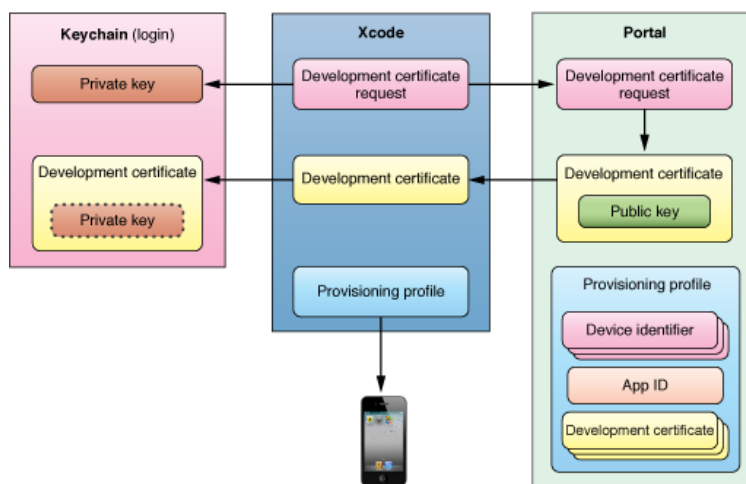 Keychain (login)
Private key
Development certificate
Private key
Xcode
Development certificate
request
Development certificate
Provisioning profile
Portal
Development certificate
request
Development certificate
Public key
Provisioning profile
Device identifier
App ID
Development certificate